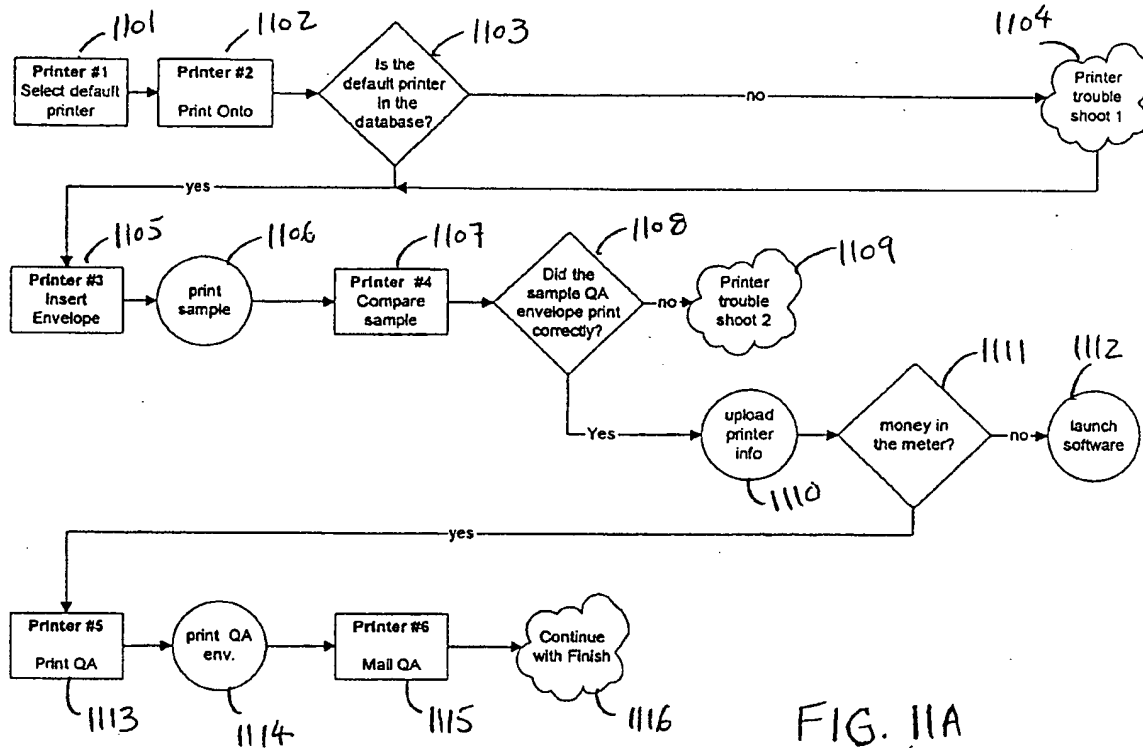 1101
1102
1103
1104
Printer #1
Select default
printer
Printer #2
Print Onto
Is the
default printer
in the
database?
no
Printer
trouble
shoot 1
yes
1105
1106
1107
1108
1109
Printer #3
Insert
Envelope
print
sample
Printer #4
Compare
sample
Did the
sample QA
envelope print
correctly?
no
Printer
trouble
shoot 2
1111
1112
Yes
upload
printer
info
money in
the meter?
no
launch
software
1110
yes
Printer #5
Print QA
print QA
env.
Printer #6
Mail QA
Continue
with Finish
1113
1114
1115
1116
FIG. 11A